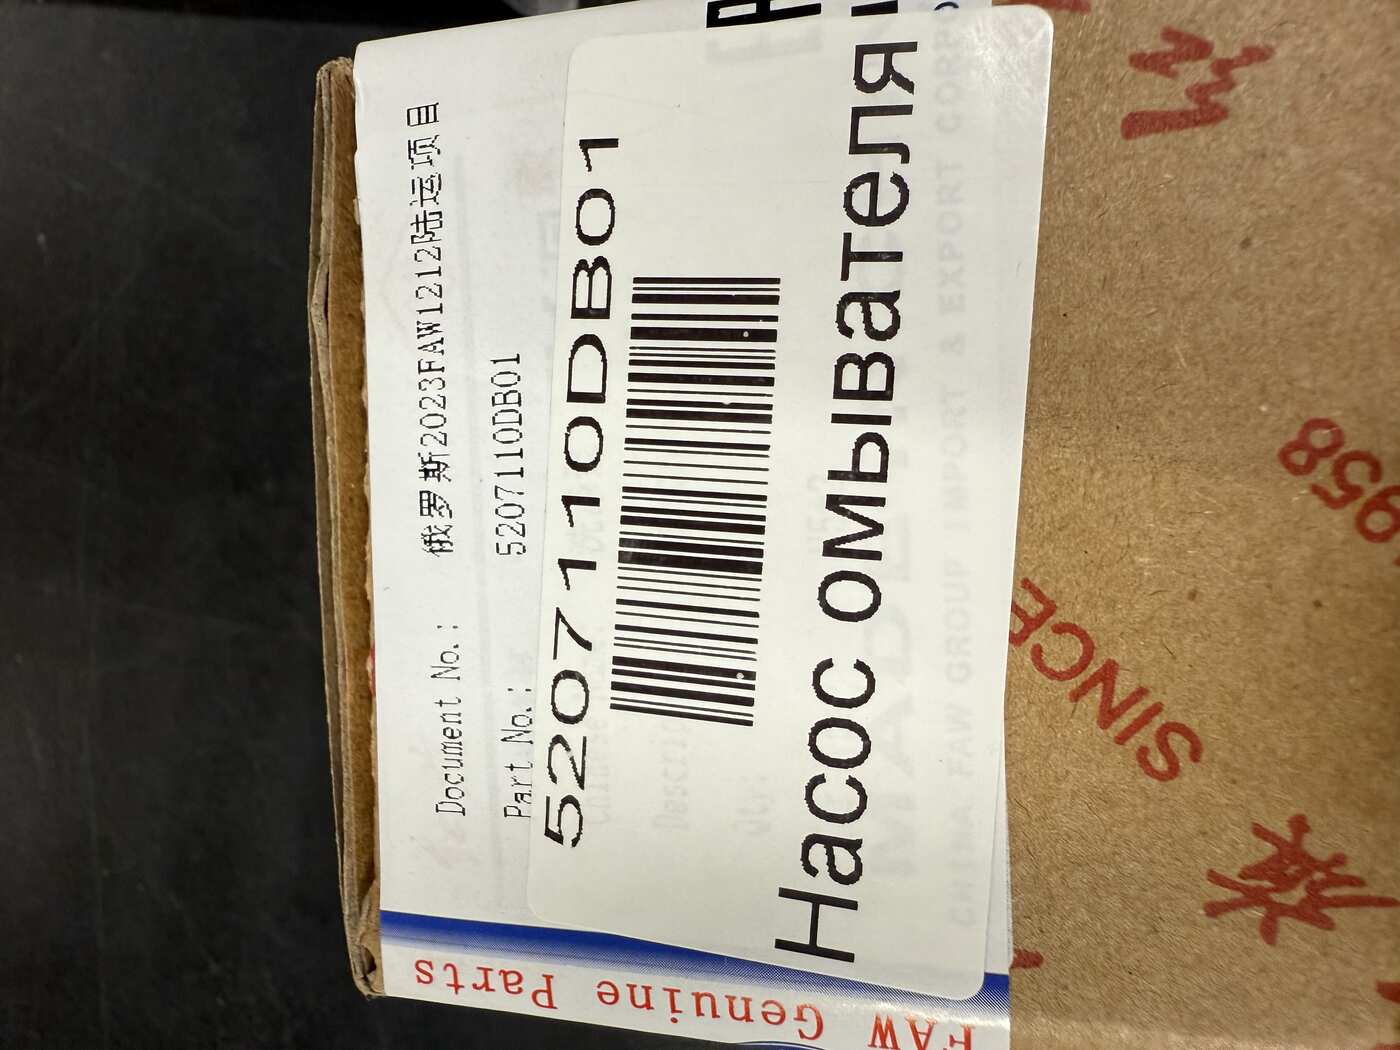 Document No.: 俄罗斯2023FAW1212陆运项目
Part No.: 5207110DB01
5207110DB01
Насос омывателя
FAW Genuine Parts
FAW GROUP IMPORT & EXPORT CORP
SINCE
1958